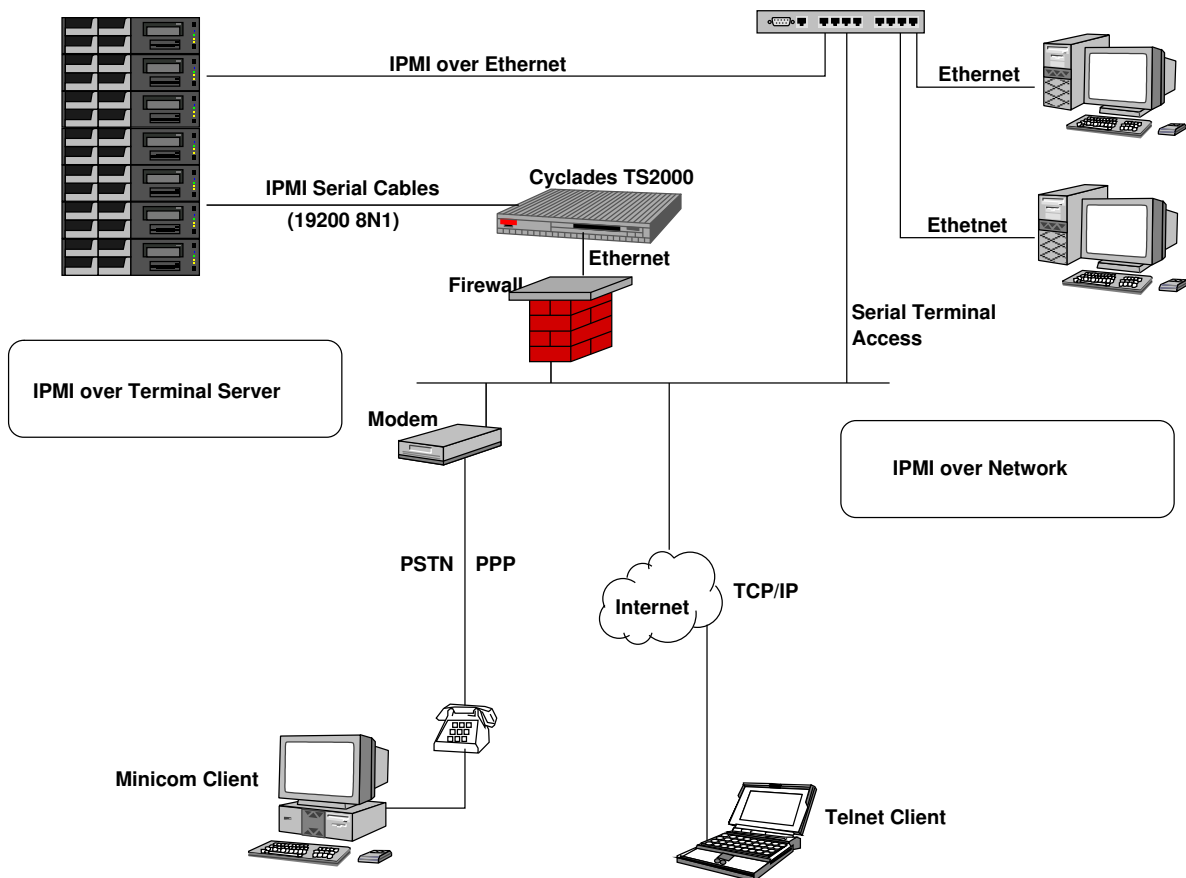 IPMI over Ethernet
Ethernet
IPMI Serial Cables
(19200 8N1)
Cyclades TS2000
Ethetnet
Ethernet
Firewall
Serial Terminal
Access
IPMI over Terminal Server
Modem
IPMI over Network
PSTN
PPP
Internet
TCP/IP
Minicom Client
Telnet Client